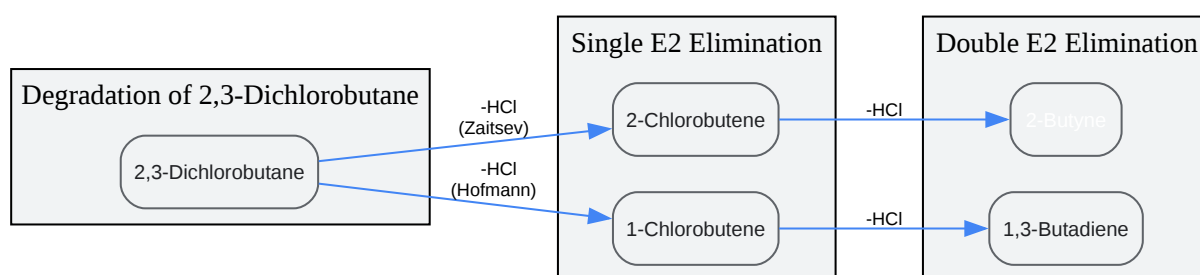 Degradation of 2,3-Dichlorobutane
2,3-Dichlorobutane
-HCl
(Zaitsev)
-HCl
(Hofmann)
Single E2 Elimination
2-Chlorobutene
1-Chlorobutene
-HCl
-HCl
Double E2 Elimination
2-Butyne
1,3-Butadiene